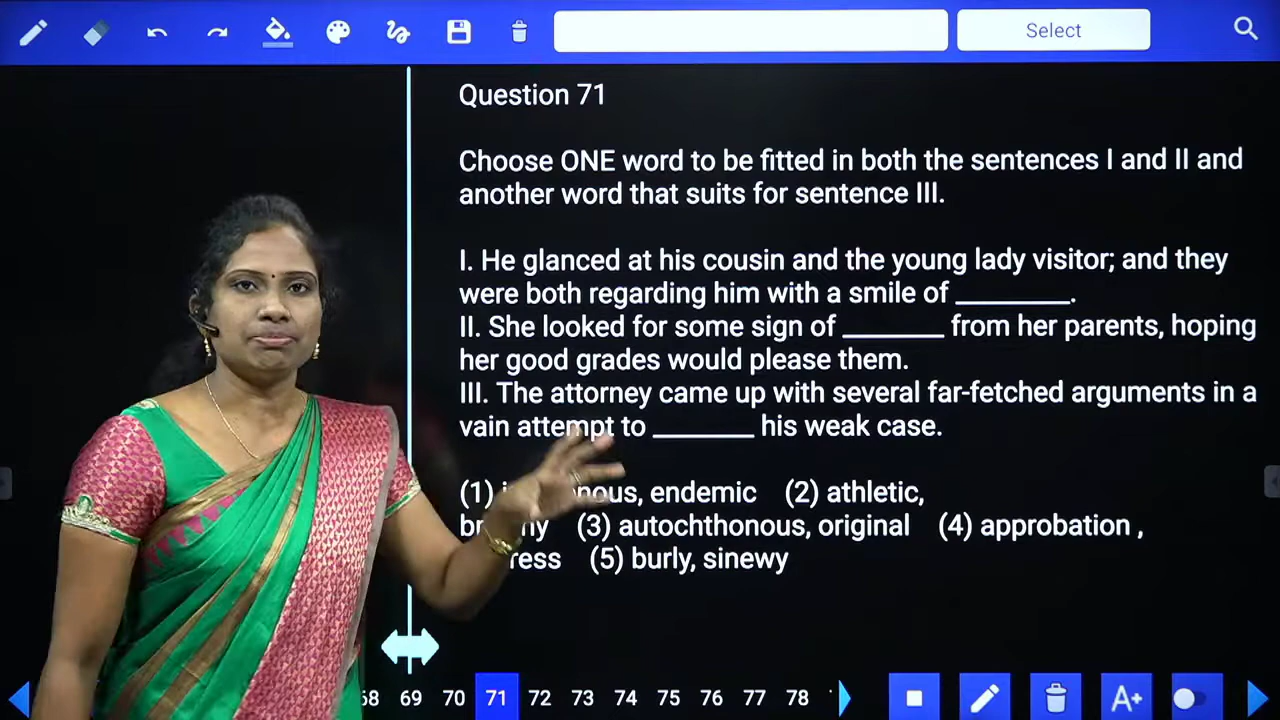 Select
Question 71
Choose ONE word to be fitted in both the sentences I and II and
another word that suits for sentence III.
I. He glanced at his cousin and the young lady visitor; and they
were both regarding him with a smile of ________.
II. She looked for some sign of _______ from her parents, hoping
her good grades would please them.
III. The attorney came up with several far-fetched arguments in a
vain attempt to _______ his weak case.
(1) endemic (2) athletic,
(3) autochthonous, original (4) approbation ,
(5) burly, sinewy
69 70 71 72 73 74 75 76 77 78
A+